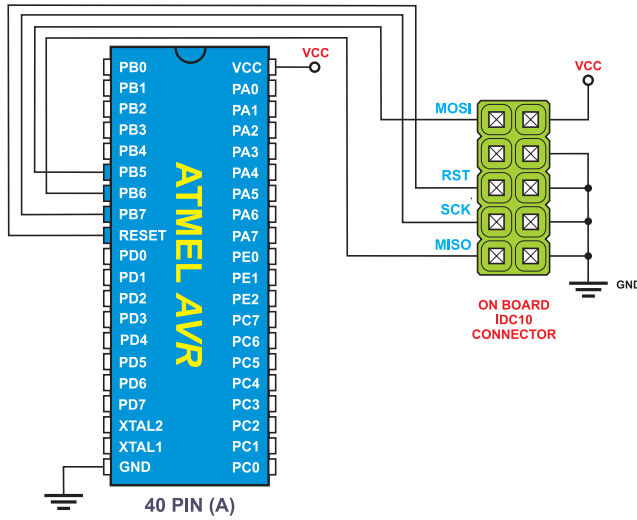 PB0
PB1
PB2
PB3
PB4
PB5
PB6
PB7
RESET
PD0
PD1
PD2
PD3
PD4
PD5
PD6
PD7
XTAL2
XTAL1
GND
ATMEL AVR
VCC
PA0
PA1
PA2
PA3
PA4
PA5
PA6
PA7
PE0
PE1
PE2
PC7
PC6
PC5
PC4
PC3
PC2
PC1
PC0
VCC
40 PIN (A)
MOSI
RST
SCK
MISO
VCC
GND
ON BOARD
IDC10
CONNECTOR